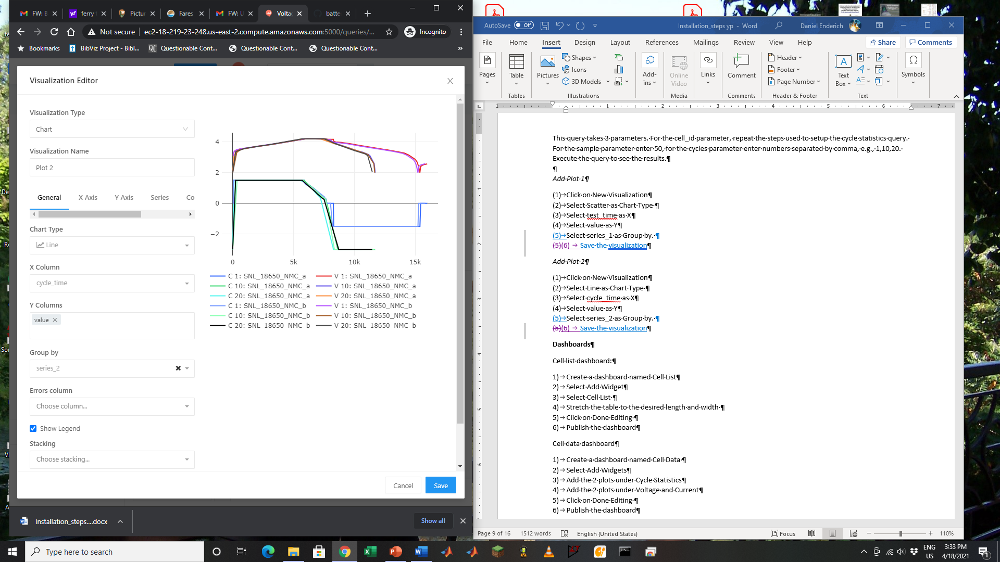 FW: B
ferry t
Pictur
Fares
FW: U
Volta
batte
Not secure
ec2-18-219-23-248.us-east-2.compute.amazonaws.com:5000/queries/...
Incognito
Bookmarks
BibViz Project - Bibl...
Questionable Cont...
Questionable Cont...
Questionable Cont...
Visualization Editor
Visualization Type
Chart
Visualization Name
Plot 2
General
X Axis
Y Axis
Series
Co
Chart Type
Line
X Column
cycle_time
Y Columns
value
Group by
series_2
Errors column
Choose column...
Show Legend
Stacking
Choose stacking...
4
2
0
−2
0
5k
10k
15k
C 1: SNL_18650_NMC_a
V 1: SNL_18650_NMC_a
C 10: SNL_18650_NMC_a
V 10: SNL_18650_NMC_a
C 20: SNL_18650_NMC_a
V 20: SNL_18650_NMC_a
C 1: SNL_18650_NMC_b
V 1: SNL_18650_NMC_b
C 10: SNL_18650_NMC_b
V 10: SNL_18650_NMC_b
C 20: SNL_18650_NMC_b
V 20: SNL_18650_NMC_b
Cancel
Save
Installation_steps....docx
Show all
AutoSave
Off
Installation_steps yp - Word
Daniel Enderich
File
Home
Insert
Design
Layout
References
Mailings
Review
View
Help
Share
Comments
Pages
Table
Pictures
Shapes
Icons
3D Models
Add-ins
Online Video
Links
Comment
Header
Footer
Page Number
Text Box
Symbols
Tables
Illustrations
Media
Comments
Header & Footer
Text
This query takes 3 parameters. For the cell_id parameter, repeat the steps used to setup the cycle statistics query.
For the sample parameter enter 50, for the cycles parameter enter numbers separated by comma, e.g., 1,10,20.
Execute the query to see the results.¶
¶
Add Plot 1¶
(1)→Click on New Visualization¶
(2)→Select Scatter as Chart Type ¶
(3)→Select test_time as X¶
(4)→Select value as Y¶
(5)→Select series_1 as Group by. ¶
(5)(6) → Save the visualization¶
Add Plot 2¶
(1)→Click on New Visualization¶
(2)→Select Line as Chart Type ¶
(3)→Select cycle_time as X¶
(4)→Select value as Y¶
(5)→Select series_2 as Group by. ¶
(5)(6) → Save the visualization¶
Dashboards¶
Cell list dashboard:¶
1)→Create a dashboard named Cell List¶
2)→Select Add Widget¶
3)→Select Cell List ¶
4)→Stretch the table to the desired length and width ¶
5)→Click on Done Editing ¶
6)→Publish the dashboard¶
Cell data dashboard¶
1)→Create a dashboard named Cell Data ¶
2)→Select Add Widgets¶
3)→Add the 2 plots under Cycle Statistics¶
4)→Add the 2 plots under Voltage and Current¶
5)→Click on Done Editing ¶
6)→Publish the dashboard¶
Page 9 of 16
1512 words
English (United States)
Focus
110%
Type here to search
ENG
US
3:33 PM
4/18/2021